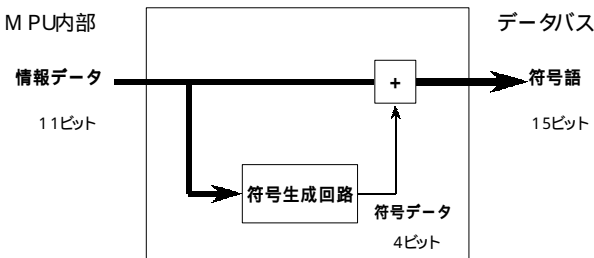 MPU内部
データバス
情報データ
+
符号語
11ビット
15ビット
符号生成回路
符号データ
4ビット